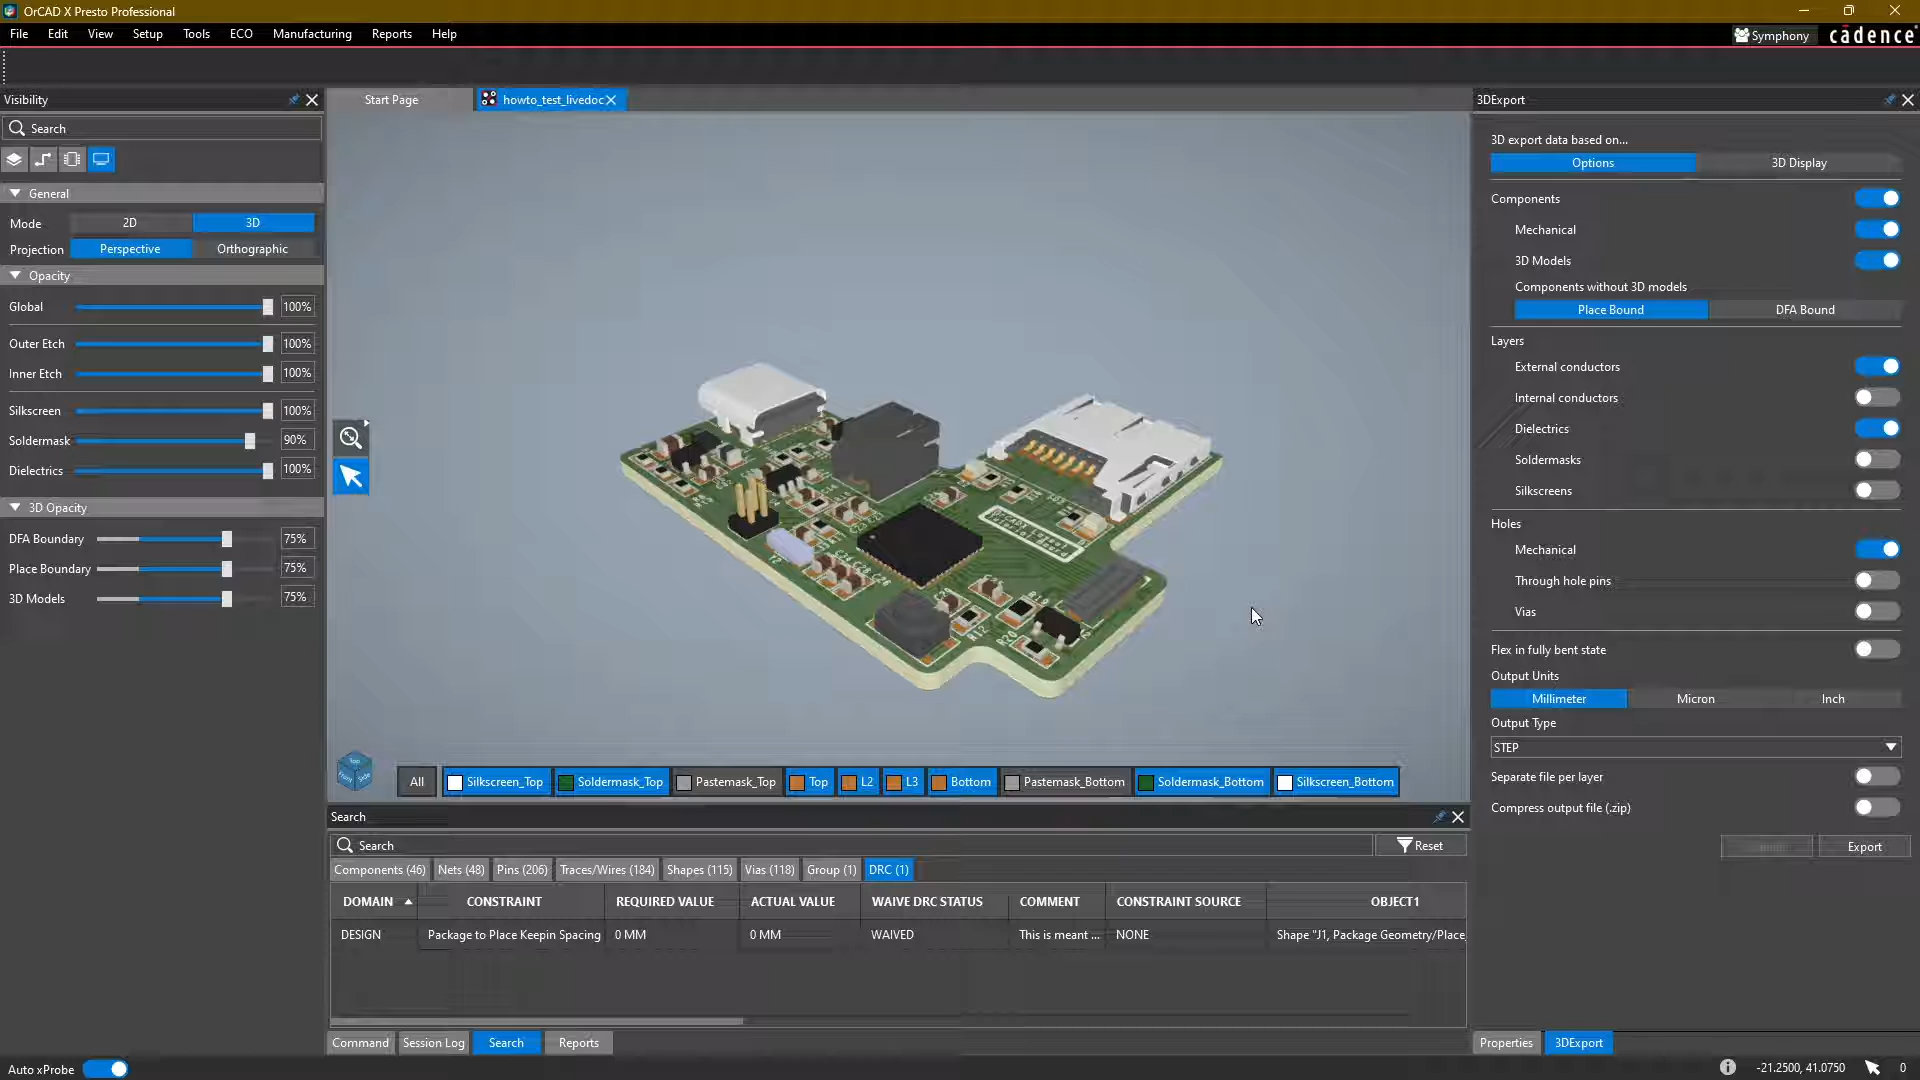 OrCAD X Presto Professional
File Edit View Setup Tools ECO Manufacturing Reports Help
Symphony cādence
Visibility
Search
General
Mode 2D 3D
Projection Perspective Orthographic
Opacity
Global 100%
Outer Etch 100%
Inner Etch 100%
Silkscreen 100%
Soldermask 90%
Dielectrics 100%
3D Opacity
DFA Boundary 75%
Place Boundary 75%
3D Models 75%
Start Page howto_test_livedoc
All Silkscreen_Top Soldermask_Top Pastemask_Top Top L2 L3 Bottom Pastemask_Bottom Soldermask_Bottom Silkscreen_Bottom
Search
Search Reset
Components (46) Nets (48) Pins (206) Traces/Wires (184) Shapes (115) Vias (118) Group (1) DRC (1)
DOMAIN CONSTRAINT REQUIRED VALUE ACTUAL VALUE WAIVE DRC STATUS COMMENT CONSTRAINT SOURCE OBJECT1
DESIGN Package to Place Keepin Spacing 0 MM 0 MM WAIVED This is meant ... NONE Shape "J1, Package Geometry/Place
Command Session Log Search Reports
3DExport
3D export data based on...
Options 3D Display
Components
Mechanical
3D Models
Components without 3D models
Place Bound DFA Bound
Layers
External conductors
Internal conductors
Dielectrics
Soldermasks
Silkscreens
Holes
Mechanical
Through hole pins
Vias
Flex in fully bent state
Output Units
Millimeter Micron Inch
Output Type
STEP
Separate file per layer
Compress output file (.zip)
Export
Properties 3DExport
Auto xProbe
-21.2500, 41.0750 0